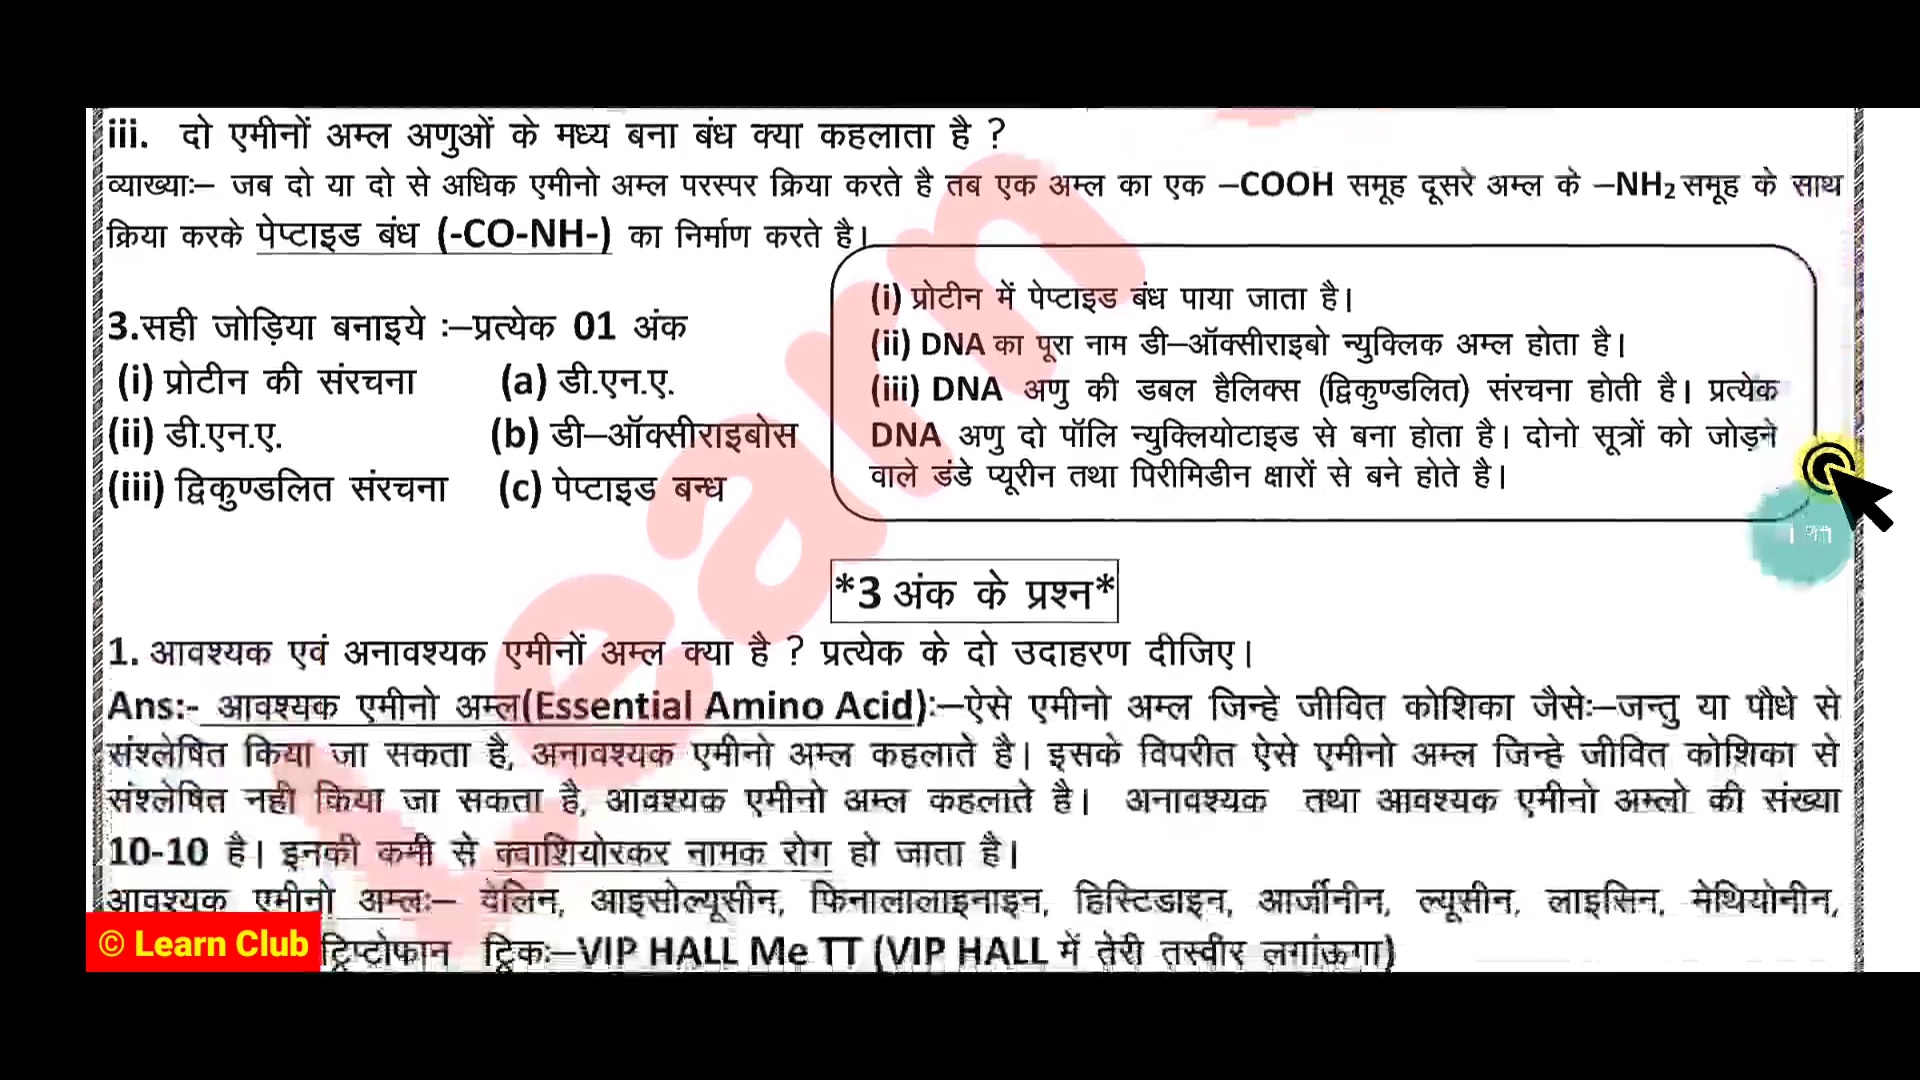 iii. दो एमीनों अम्ल अणुओं के मध्य बना बंध क्या कहलाता है ?
व्याख्याः– जब दो या दो से अधिक एमीनो अम्ल परस्पर क्रिया करते है तब एक अम्ल का एक –COOH समूह दूसरे अम्ल के –NH₂ समूह के साथ
क्रिया करके पेप्टाइड बंध (-CO-NH-) का निर्माण करते है।
3.सही जोड़िया बनाइये :–प्रत्येक 01 अंक
(i) प्रोटीन की संरचना (a) डी.एन.ए.
(ii) डी.एन.ए. (b) डी–ऑक्सीराइबोस
(iii) द्विकुण्डलित संरचना (c) पेप्टाइड बन्ध
(i) प्रोटीन में पेप्टाइड बंध पाया जाता है।
(ii) DNA का पूरा नाम डी–ऑक्सीराइबो न्युक्लिक अम्ल होता है।
(iii) DNA अणु की डबल हैलिक्स (द्विकुण्डलित) संरचना होती है। प्रत्येक
DNA अणु दो पॉलि न्युक्लियोटाइड से बना होता है। दोनो सूत्रों को जोड़ने
वाले डंडे प्यूरीन तथा पिरीमिडीन क्षारों से बने होते है।
*3 अंक के प्रश्न*
1. आवश्यक एवं अनावश्यक एमीनों अम्ल क्या है ? प्रत्येक के दो उदाहरण दीजिए।
Ans:- आवश्यक एमीनो अम्ल(Essential Amino Acid):–ऐसे एमीनो अम्ल जिन्हे जीवित कोशिका जैसेः–जन्तु या पौधे से
संश्लेषित किया जा सकता है, अनावश्यक एमीनो अम्ल कहलाते है। इसके विपरीत ऐसे एमीनो अम्ल जिन्हे जीवित कोशिका से
संश्लेषित नही किया जा सकता है, आवश्यक एमीनो अम्ल कहलाते है। अनावश्यक तथा आवश्यक एमीनो अम्लो की संख्या
10-10 है। इनकी कमी से क्वाशियोरकर नामक रोग हो जाता है।
आवश्यक एमीनो अम्लः– वेलिन, आइसोल्यूसीन, फिनालालाइनाइन, हिस्टिडाइन, आर्जीनीन, ल्यूसीन, लाइसिन, मेथियोनीन,
ट्रिप्टोफान ट्रिकः–VIP HALL Me TT (VIP HALL में तेरी तस्वीर लगांऊगा)
© Learn Club
Learn